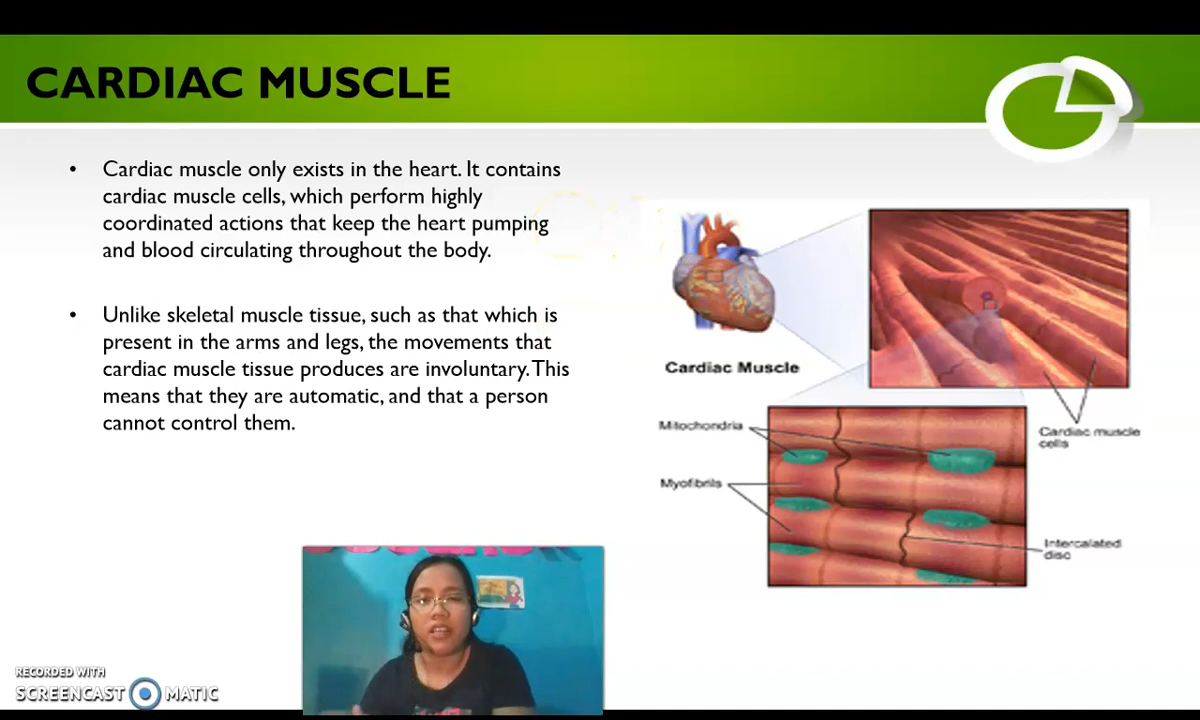 CARDIAC MUSCLE
• Cardiac muscle only exists in the heart. It contains
cardiac muscle cells, which perform highly
coordinated actions that keep the heart pumping
and blood circulating throughout the body.
• Unlike skeletal muscle tissue, such as that which is
present in the arms and legs, the movements that
cardiac muscle tissue produces are involuntary. This
means that they are automatic, and that a person
cannot control them.
Cardiac Muscle
Cardiac muscle
cells
Mitochondria
Myofibrils
Intercalated
disc
RECORDED WITH
SCREENCAST MATIC